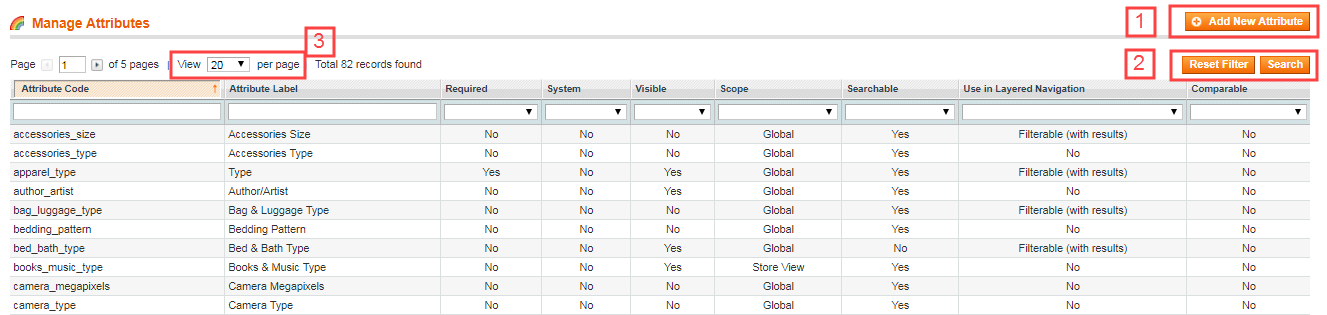 Manage Attributes 1 Add New Attribute
3
Page 1 of 5 pages | View 20 per page Total 82 records found 2 Reset Filter Search
Attribute Code Attribute Label Required System Visible Scope Searchable Use in Layered Navigation Comparable
accessories_size Accessories Size No No No Global Yes Filterable (with results) No
accessories_type Accessories Type No No No Global Yes No No
apparel_type Type Yes No Yes Global Yes Filterable (with results) No
author_artist Author/Artist No No Yes Global Yes No No
bag_luggage_type Bag & Luggage Type No No No Global Yes Filterable (with results) No
bedding_pattern Bedding Pattern No No No Global Yes No No
bed_bath_type Bed & Bath Type No No Yes Global No Filterable (with results) No
books_music_type Books & Music Type No No Yes Store View Yes No No
camera_megapixels Camera Megapixels No No No Global Yes No No
camera_type Camera Type No No No Global Yes No No